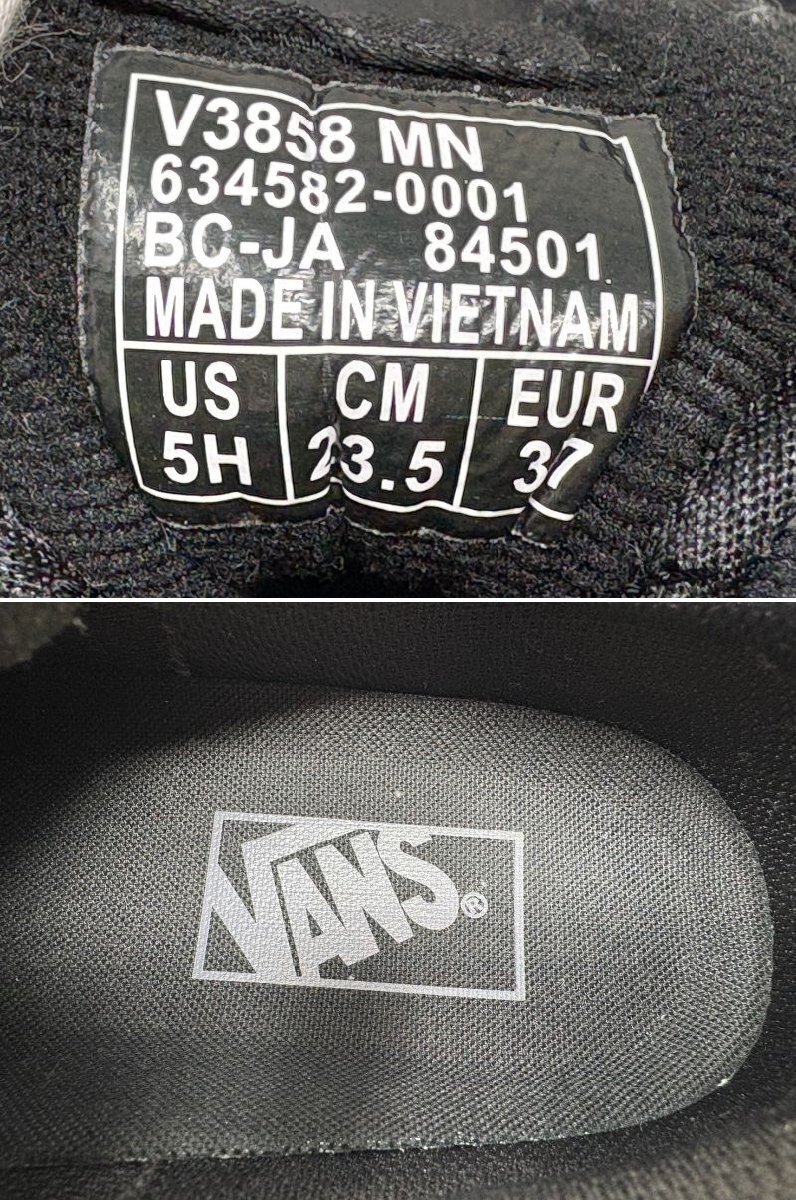 V3858 MN
634582-0001
BC-JA 84501
MADE IN VIETNAM
US CM EUR
5H 23.5 37
VANS®